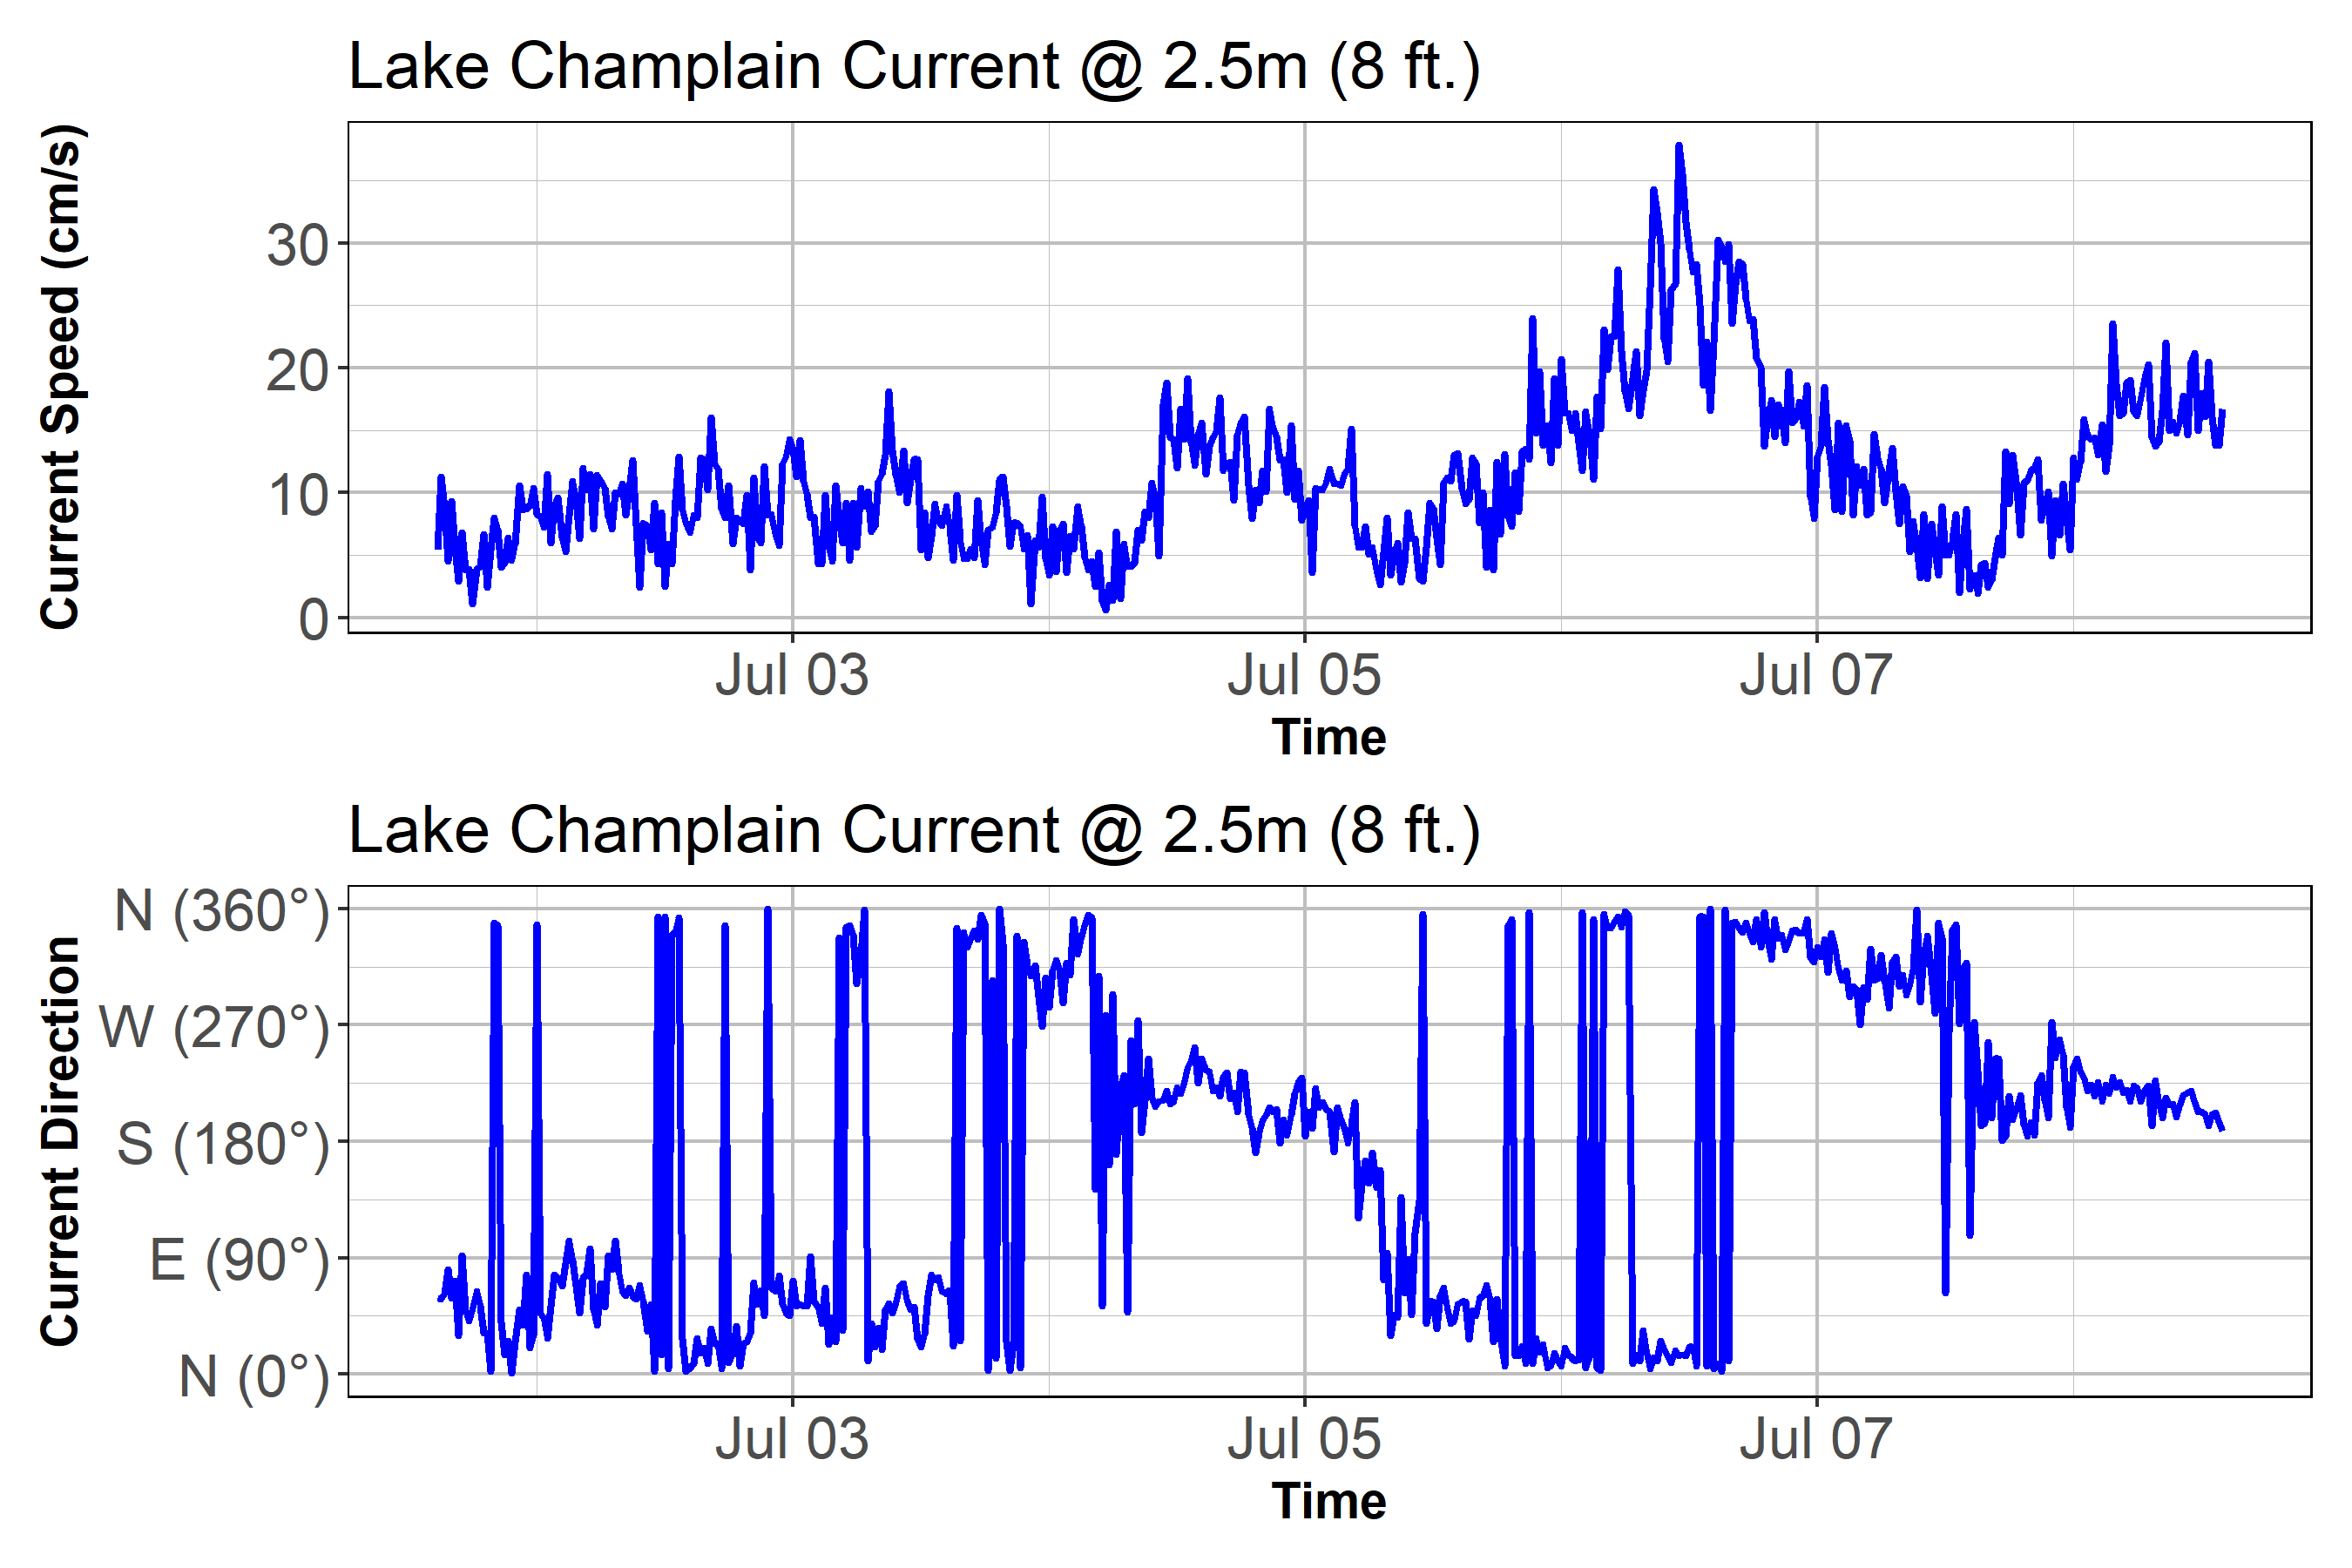 Lake Champlain Current @ 2.5m (8 ft.)
Current Speed (cm/s)
30
20
10
0
Jul 03 Jul 05 Jul 07
Time
Lake Champlain Current @ 2.5m (8 ft.)
Current Direction
N (360°)
W (270°)
S (180°)
E (90°)
N (0°)
Jul 03 Jul 05 Jul 07
Time